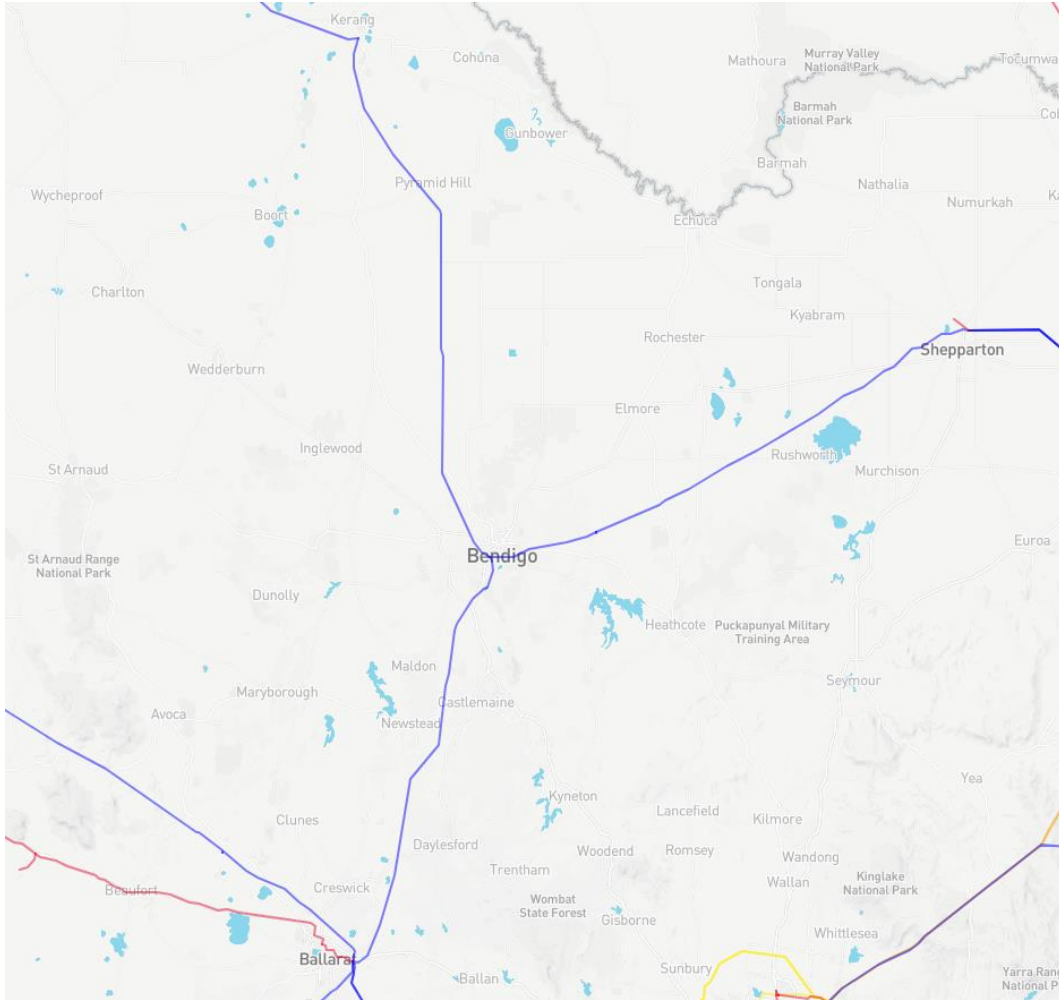 Kerang
Cohuna
Mathoura
Murray Valley
National Park
Tocumwa
Barmah
National Park
Gunbower
Barmah
Pyramid Hill
Nathalia
Wycheproof
Numurkah
Boort
Echuca
Tongala
Charlton
Kyabram
Rochester
Shepparton
Wedderburn
Elmore
Inglewood
Rushworth
St Arnaud
Murchison
Bendigo
Euroa
St Arnaud Range
National Park
Dunolly
Heathcote
Puckapunyal Military
Training Area
Maldon
Seymour
Maryborough
Castlemaine
Avoca
Newstead
Yea
Kyneton
Lancefield
Clunes
Kilmore
Daylesford
Woodend
Romsey
Wandong
Trentham
Wallan
Kinglake
National Park
Beaufort
Creswick
Wombat
State Forest
Gisborne
Whittlesea
Ballarat
Sunbury
Ballan
Yarra Ran
National P